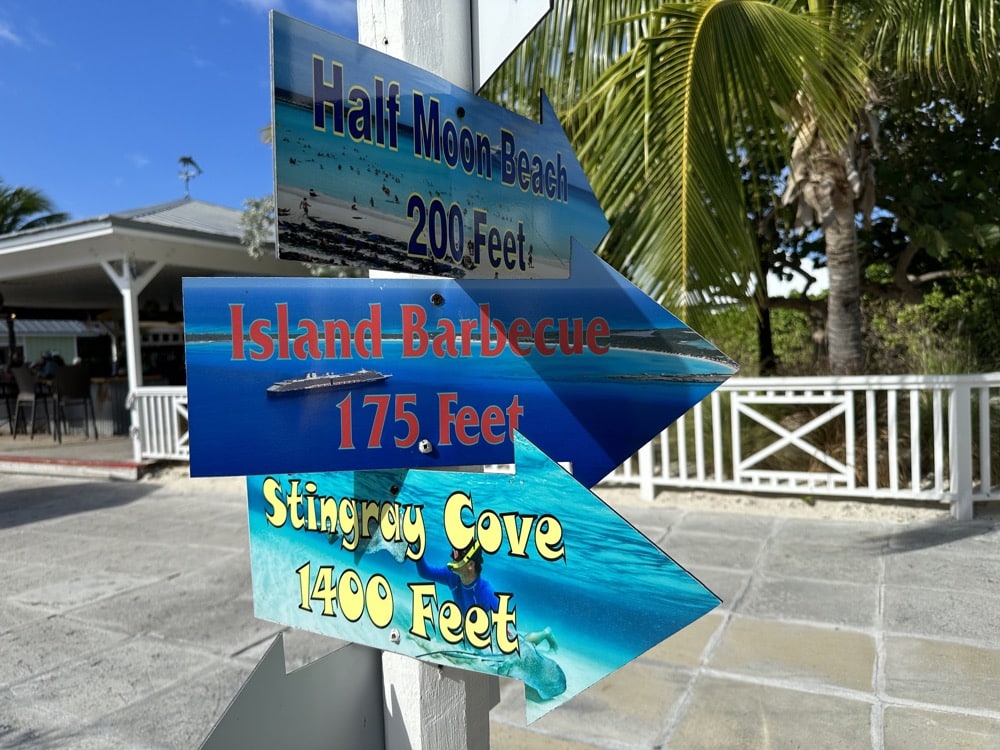 Half Moon Beach
200 Feet
Island Barbecue
175 Feet
Stingray Cove
1400 Feet